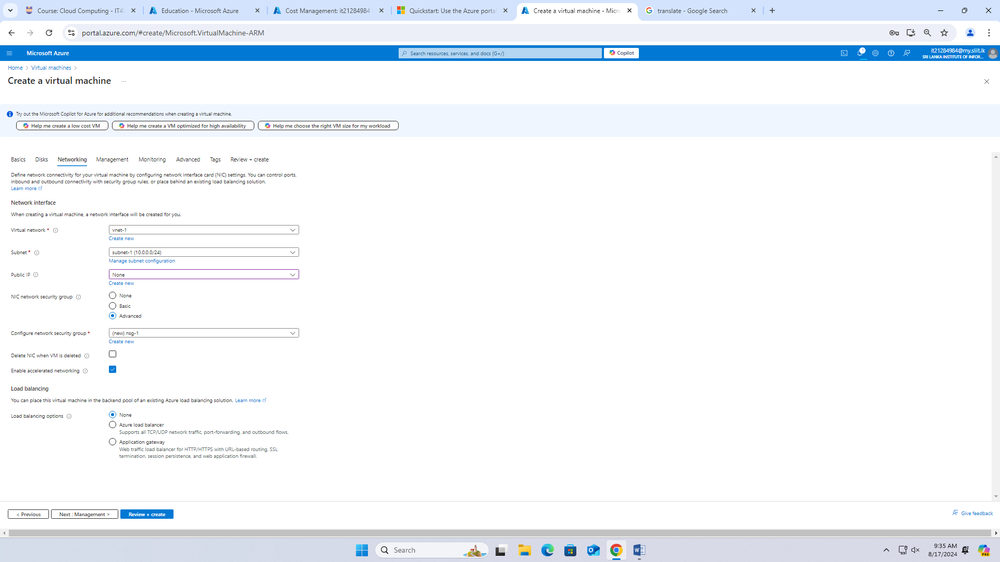 Course: Cloud Computing - IT4
Education - Microsoft Azure
Cost Management: it21284984
Quickstart: Use the Azure portal
Create a virtual machine - Micro
translate - Google Search
portal.azure.com/#create/Microsoft.VirtualMachine-ARM
Microsoft Azure
Search resources, services, and docs (G+/)
Copilot
1
it21284984@my.sliit.lk
SRI LANKA INSTITUTE OF INFOR...
Home > Virtual machines >
Create a virtual machine ...
Try out the Microsoft Copilot for Azure for additional recommendations when creating a virtual machine.
Help me create a low cost VM
Help me create a VM optimized for high availability
Help me choose the right VM size for my workload
Basics Disks Networking Management Monitoring Advanced Tags Review + create
Define network connectivity for your virtual machine by configuring network interface card (NIC) settings. You can control ports,
inbound and outbound connectivity with security group rules, or place behind an existing load balancing solution.
Learn more
Network interface
When creating a virtual machine, a network interface will be created for you.
Virtual network * vnet-1
Create new
Subnet * subnet-1 (10.0.0.0/24)
Manage subnet configuration
Public IP None
Create new
NIC network security group
None
Basic
Advanced
Configure network security group * (new) nsg-1
Create new
Delete NIC when VM is deleted
Enable accelerated networking
Load balancing
You can place this virtual machine in the backend pool of an existing Azure load balancing solution. Learn more
Load balancing options
None
Azure load balancer
Supports all TCP/UDP network traffic, port-forwarding, and outbound flows.
Application gateway
Web traffic load balancer for HTTP/HTTPS with URL-based routing, SSL
termination, session persistence, and web application firewall.
< Previous
Next : Management >
Review + create
Give feedback
Search
9:35 AM
8/17/2024
PRE